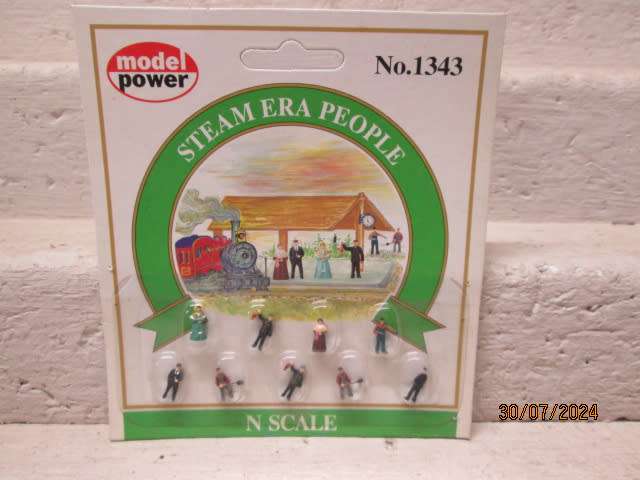 model
power
No.1343
STEAM ERA PEOPLE
N SCALE
30/07/2024